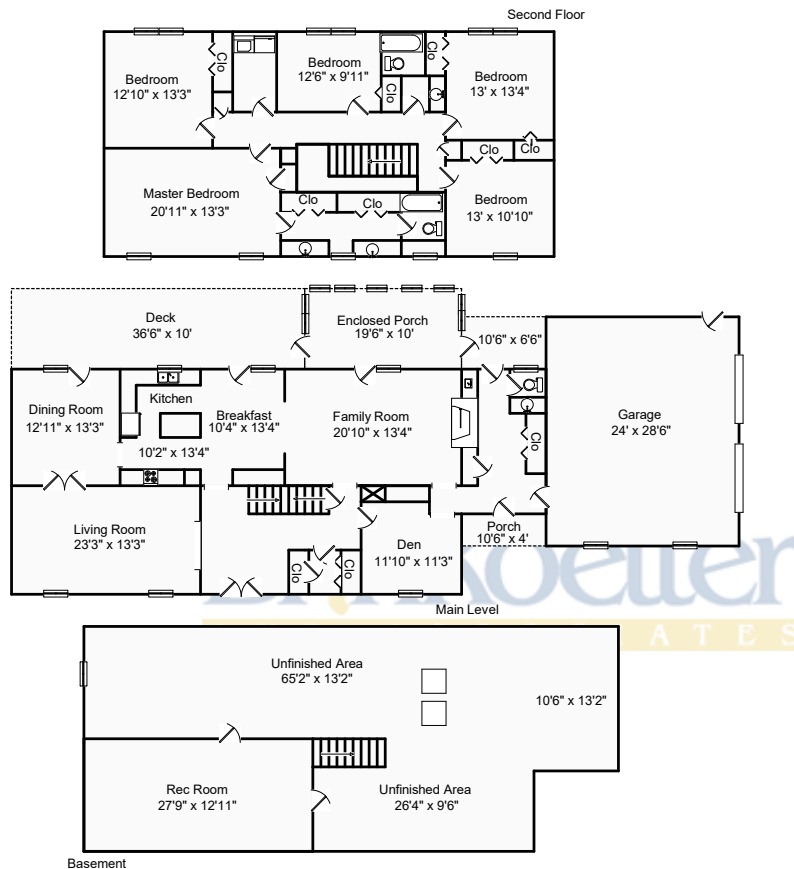 Second Floor
Bedroom
12'10" x 13'3"
Clo
Bedroom
12'6" x 9'11"
Clo
Clo
Bedroom
13' x 13'4"
Clo
Clo
Master Bedroom
20'11" x 13'3"
Clo
Clo
Bedroom
13' x 10'10"
Deck
36'6" x 10'
Enclosed Porch
19'6" x 10'
10'6" x 6'6"
Dining Room
12'11" x 13'3"
Kitchen
10'2" x 13'4"
Breakfast
10'4" x 13'4"
Family Room
20'10" x 13'4"
Clo
Garage
24' x 28'6"
Living Room
23'3" x 13'3"
Clo
Clo
Den
11'10" x 11'3"
Porch
10'6" x 4'
Main Level
Koetter
ATES
Unfinished Area
65'2" x 13'2"
10'6" x 13'2"
Rec Room
27'9" x 12'11"
Unfinished Area
26'4" x 9'6"
Basement